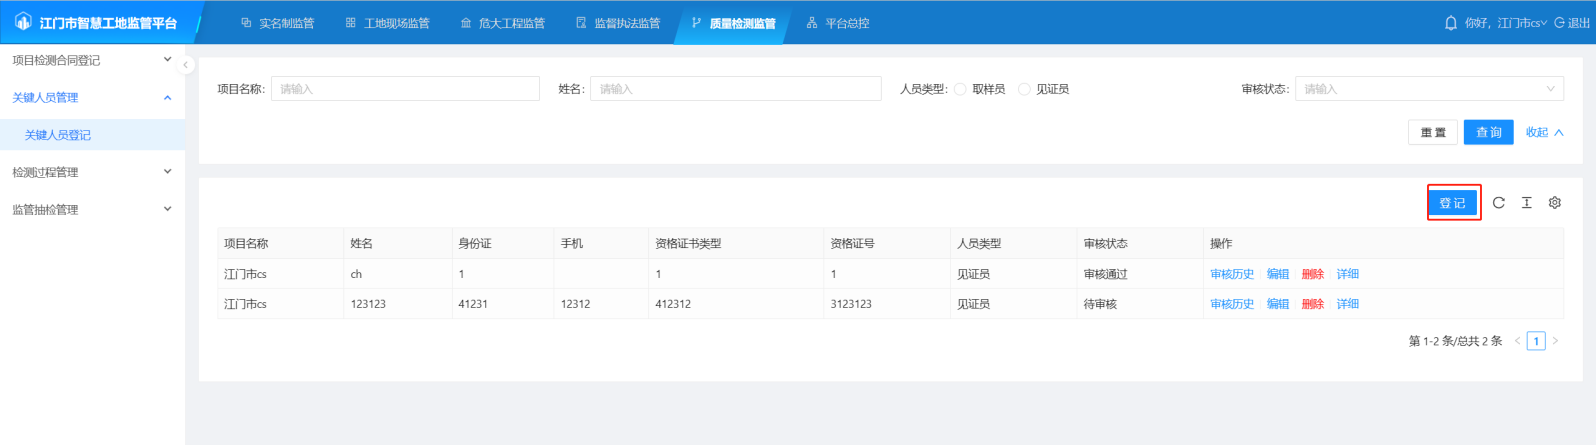 江门市智慧工地监管平台 实名制监管 工地现场监管 危大工程监管 监督执法监管 质量检测监管 平台总控 你好，江门市cs 退出
项目检测合同登记
关键人员管理
关键人员登记
检测过程管理
监管抽检管理
项目名称: 请输入 姓名: 请输入 人员类型: 取样员 见证员 审核状态: 请输入
重置 查询 收起
登记
项目名称 姓名 身份证 手机 资格证书类型 资格证号 人员类型 审核状态 操作
江门市cs ch 1 1 1 见证员 审核通过 审核历史 编辑 删除 详细
江门市cs 123123 41231 12312 412312 3123123 见证员 待审核 审核历史 编辑 删除 详细
第 1-2 条/总共 2 条 < 1 >